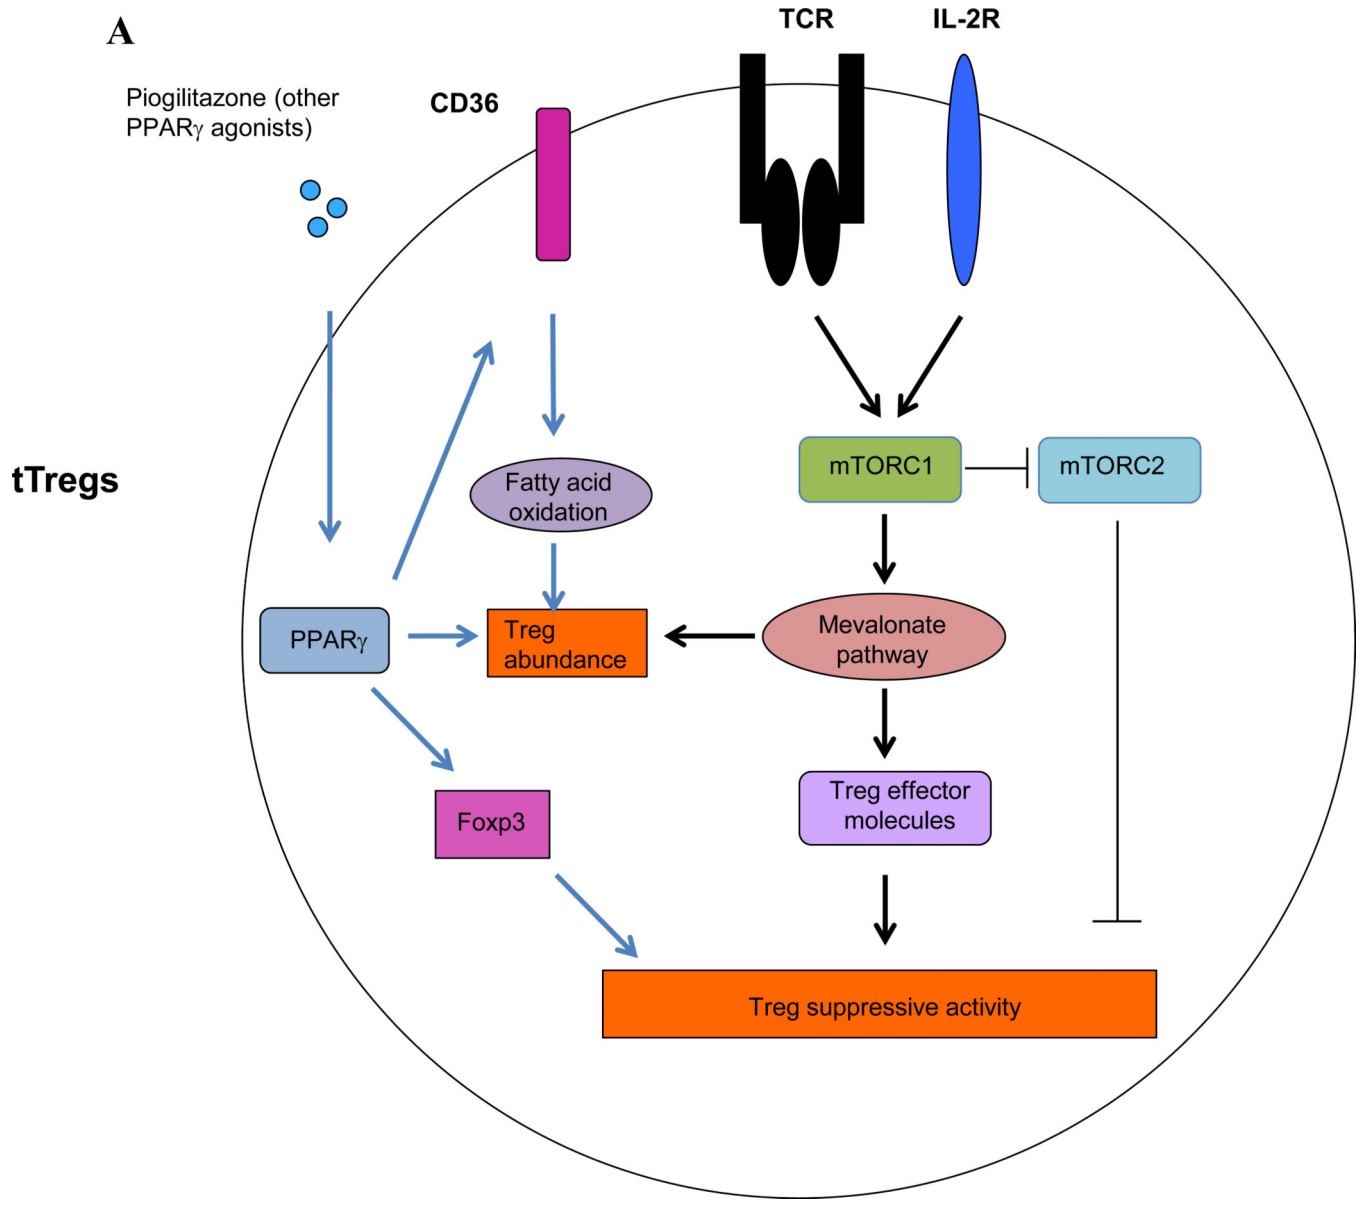 A
TCR
IL-2R
Piogilitazone (other
PPARγ agonists)
CD36
tTregs
mTORC1
mTORC2
Fatty acid
oxidation
PPARγ
Treg
abundance
Mevalonate
pathway
Foxp3
Treg effector
molecules
Treg suppressive activity